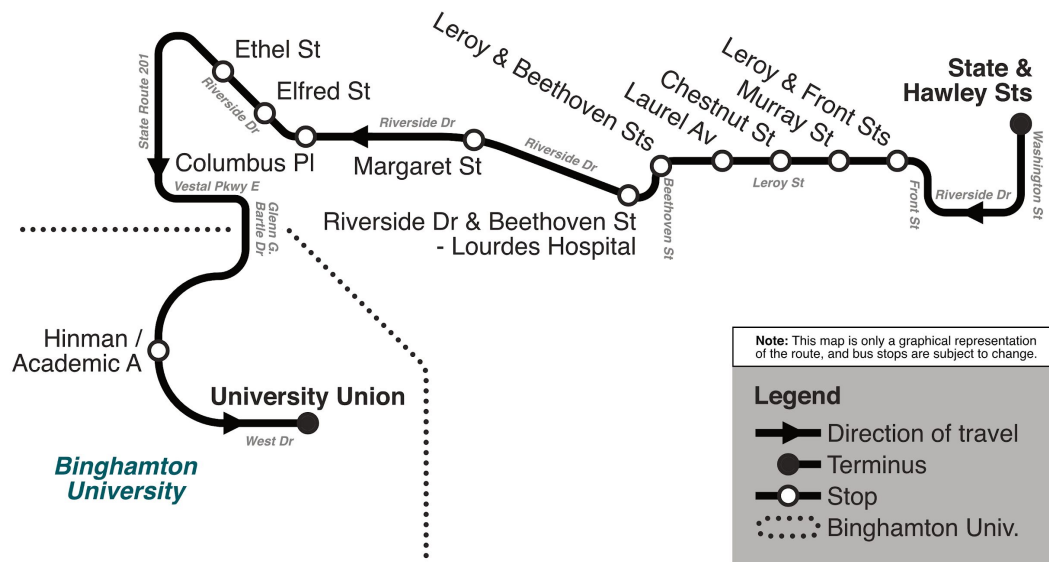 State Route 201
Ethel St
Riverside Dr
Elfred St
Columbus Pl
Riverside Dr
Margaret St
Riverside Dr
Riverside Dr & Beethoven St
- Lourdes Hospital
Leroy & Beethoven Sts
Beethoven St
Laurel Av
Chestnut St
Leroy St
Murray St
Leroy & Front Sts
Front St
Riverside Dr
State &
Hawley Sts
Washington St
Vestal Pkwy E
Glenn G.
Bartle Dr
Hinman /
Academic A
University Union
West Dr
Binghamton
University
Note: This map is only a graphical representation
of the route, and bus stops are subject to change.
Legend
Direction of travel
Terminus
Stop
Binghamton Univ.